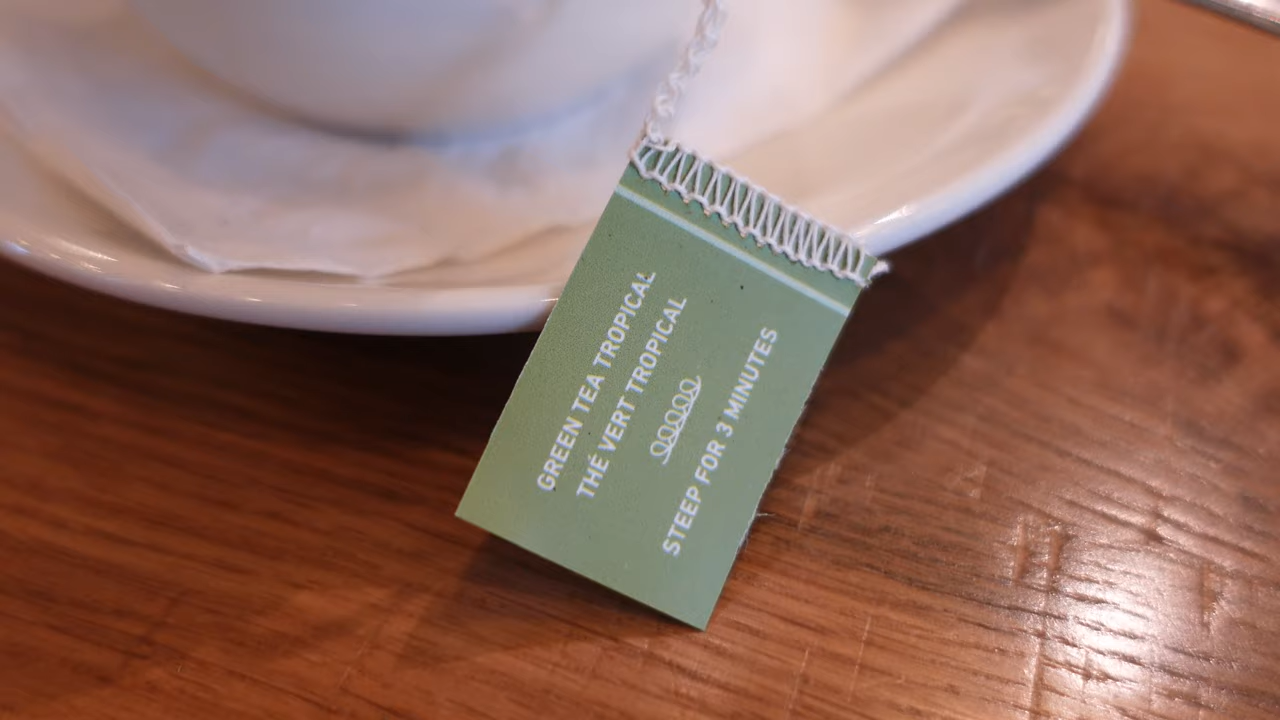 GREEN TEA TROPICAL
THÉ VERT TROPICAL
STEEP FOR 3 MINUTES